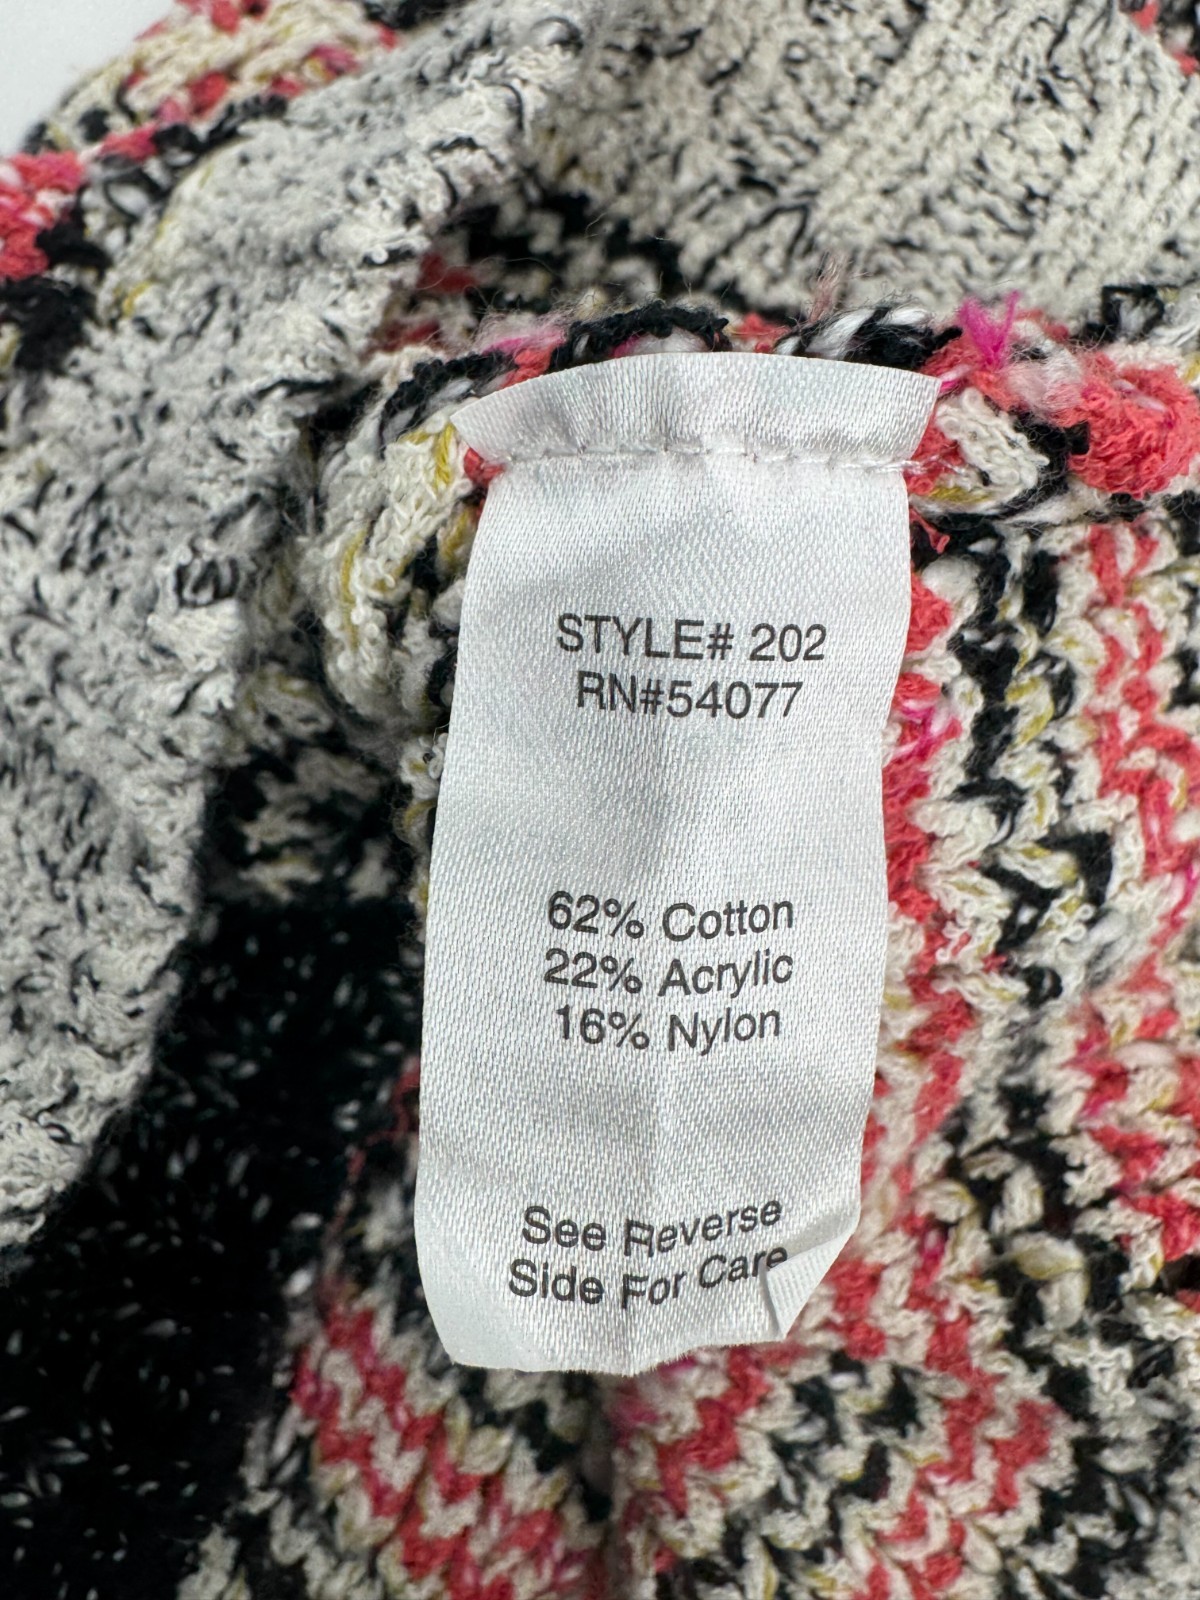 STYLE# 202
RN#54077
62% Cotton
22% Acrylic
16% Nylon
See Reverse
Side For Care